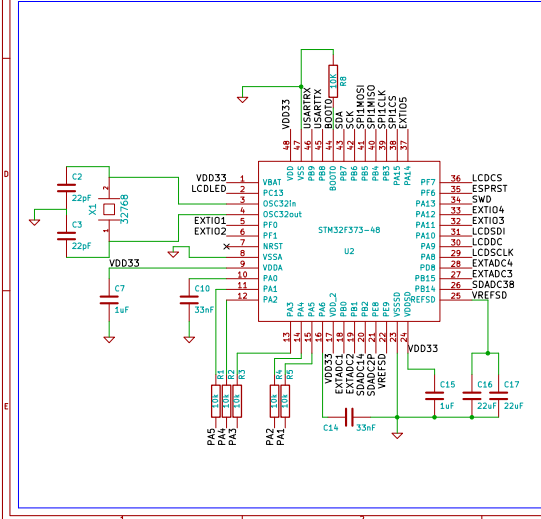 10K
R8
VDD33
USARTRX
USARTTX
BOOT0
SDA
SCK
SPI1MOSI
SPI1MISO
SPI1CLK
SPI1CS
EXTIO5
48
47
46
45
44
43
42
41
40
39
38
37
VDD
VSS
PB9
PB8
BOOT0
PB7
PB6
PB5
PB4
PB3
PA15
PA14
D
C2
22pF
C3
22pF
X1
32768
2
1
VDD33 1 VBAT
LCDLED 2 PC13
3 OSC32in
4 OSC32out
EXTIO1 5 PF0
EXTIO2 6 PF1
7 NRST
8 VSSA
VDD33 9 VDDA
10 PA0
11 PA1
12 PA2
STM32F373-48
U2
PF7 36 LCDCS
PF6 35 ESPRST
PA13 34 SWD
PA12 33 EXTIO4
PA11 32 EXTIO3
PA10 31 LCDSDI
PA9 30 LCDDC
PA8 29 LCDSCLK
PD8 28 EXTADC4
PB15 27 EXTADC3
PB14 26 SDADC38
REFSD 25 VREFSD
C7
1uF
C10
33nF
PA3
PA4
PA5
PA6
VDD_2
PB0
PB1
PB2
PE8
PE9
VSSSD
VDDSD
13
14
15
16
17
18
19
20
21
22
23
24
VDD33
EXTADC1
EXTADC2
SDADC14
SDADC2P
VREFSD
VDD33
E
R1
R2
R3
10k
10k
10k
PA5
PA4
PA3
R4
R5
10k
10k
PA2
PA1
C14
33nF
C15
1uF
C16
22uF
C17
22uF